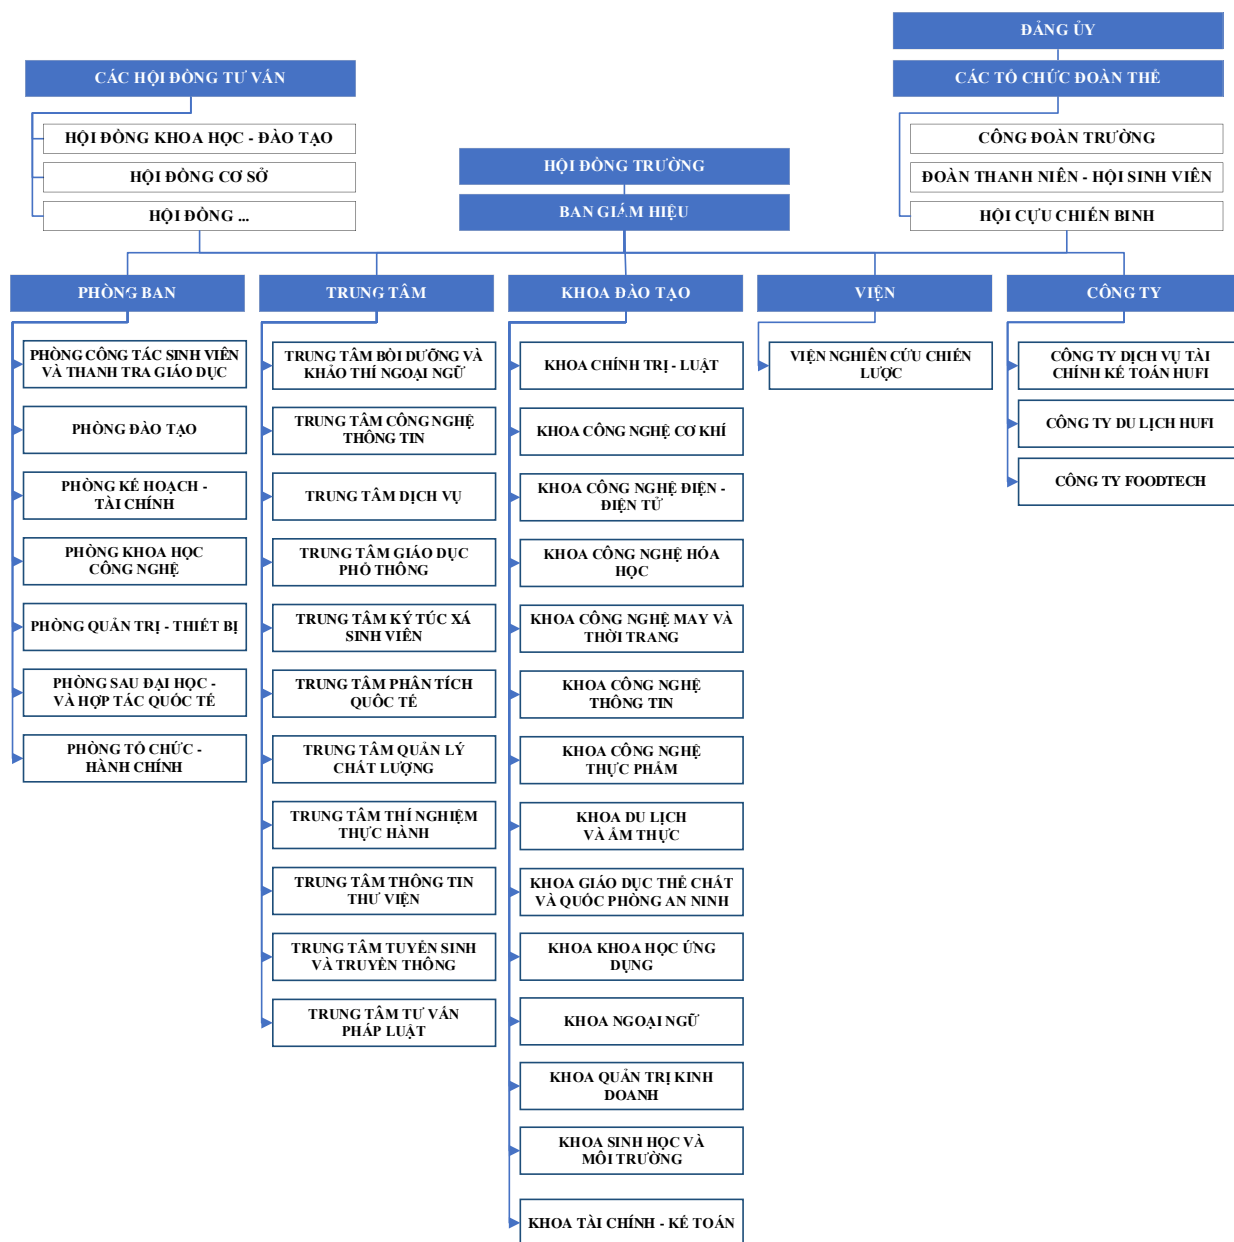 ĐẢNG ỦY
CÁC HỘI ĐỒNG TƯ VẤN
CÁC TỔ CHỨC ĐOÀN THỂ
HỘI ĐỒNG KHOA HỌC - ĐÀO TẠO
HỘI ĐỒNG CƠ SỞ
HỘI ĐỒNG ...
CÔNG ĐOÀN TRƯỜNG
ĐOÀN THANH NIÊN - HỘI SINH VIÊN
HỘI CỰU CHIẾN BINH
HỘI ĐỒNG TRƯỜNG
BAN GIÁM HIỆU
PHÒNG BAN
PHÒNG CÔNG TÁC SINH VIÊN
VÀ THANH TRA GIÁO DỤC
PHÒNG ĐÀO TẠO
PHÒNG KẾ HOẠCH -
TÀI CHÍNH
PHÒNG KHOA HỌC
CÔNG NGHỆ
PHÒNG QUẢN TRỊ - THIẾT BỊ
PHÒNG SAU ĐẠI HỌC -
VÀ HỢP TÁC QUỐC TẾ
PHÒNG TỔ CHỨC -
HÀNH CHÍNH
TRUNG TÂM
TRUNG TÂM BỒI DƯỠNG VÀ
KHẢO THÍ NGOẠI NGỮ
TRUNG TÂM CÔNG NGHỆ
THÔNG TIN
TRUNG TÂM DỊCH VỤ
TRUNG TÂM GIÁO DỤC
PHỔ THÔNG
TRUNG TÂM KÝ TÚC XÁ
SINH VIÊN
TRUNG TÂM PHÂN TÍCH
QUỐC TẾ
TRUNG TÂM QUẢN LÝ
CHẤT LƯỢNG
TRUNG TÂM THÍ NGHIỆM
THỰC HÀNH
TRUNG TÂM THÔNG TIN
THƯ VIỆN
TRUNG TÂM TUYỂN SINH
VÀ TRUYỀN THÔNG
TRUNG TÂM TƯ VẤN
PHÁP LUẬT
KHOA ĐÀO TẠO
KHOA CHÍNH TRỊ - LUẬT
KHOA CÔNG NGHỆ CƠ KHÍ
KHOA CÔNG NGHỆ ĐIỆN -
ĐIỆN TỬ
KHOA CÔNG NGHỆ HÓA
HỌC
KHOA CÔNG NGHỆ MAY VÀ
THỜI TRANG
KHOA CÔNG NGHỆ
THÔNG TIN
KHOA CÔNG NGHỆ
THỰC PHẨM
KHOA DU LỊCH
VÀ ẨM THỰC
KHOA GIÁO DỤC THỂ CHẤT
VÀ QUỐC PHÒNG AN NINH
KHOA KHOA HỌC ỨNG
DỤNG
KHOA NGOẠI NGỮ
KHOA QUẢN TRỊ KINH
DOANH
KHOA SINH HỌC VÀ
MÔI TRƯỜNG
KHOA TÀI CHÍNH - KẾ TOÁN
VIỆN
VIỆN NGHIÊN CỨU CHIẾN
LƯỢC
CÔNG TY
CÔNG TY DỊCH VỤ TÀI
CHÍNH KẾ TOÁN HUFI
CÔNG TY DU LỊCH HUFI
CÔNG TY FOODTECH